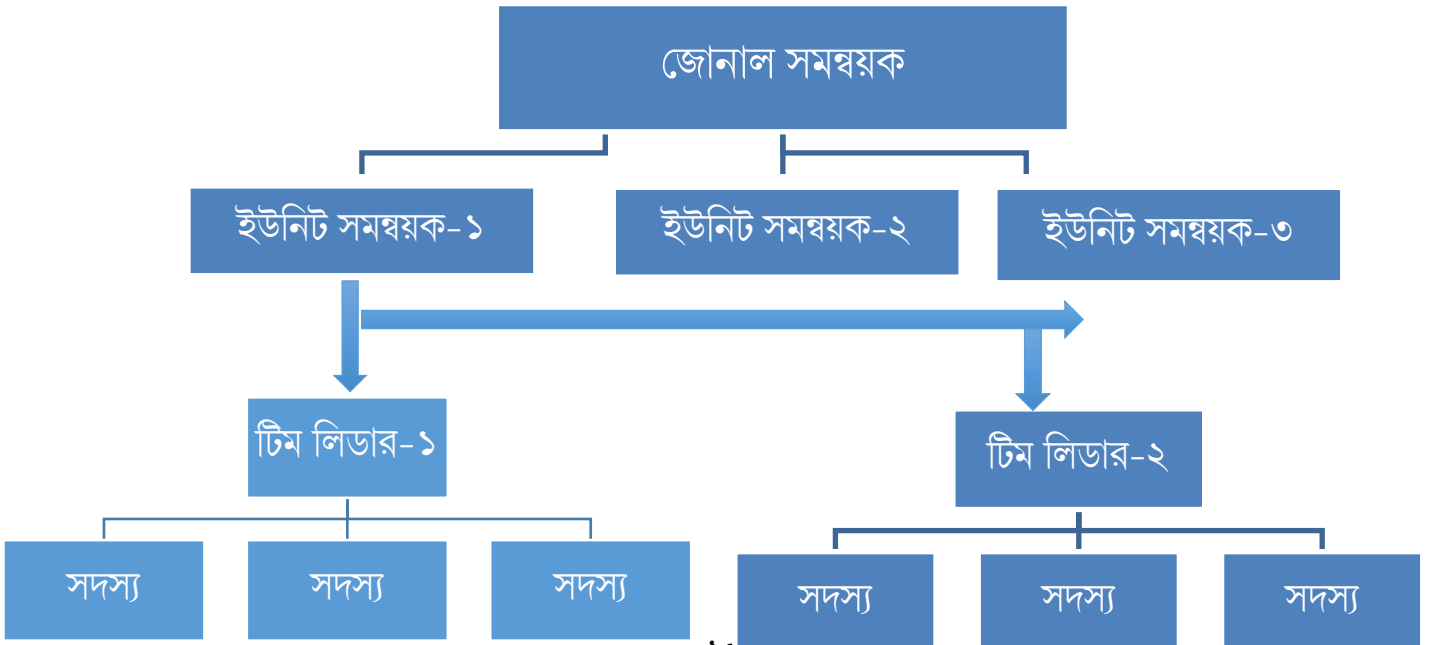 জোনাল সমন্বয়ক
ইউনিট সমন্বয়ক-১
ইউনিট সমন্বয়ক-২
ইউনিট সমন্বয়ক-৩
টিম লিডার-১
টিম লিডার-২
সদস্য
সদস্য
সদস্য
সদস্য
সদস্য
সদস্য